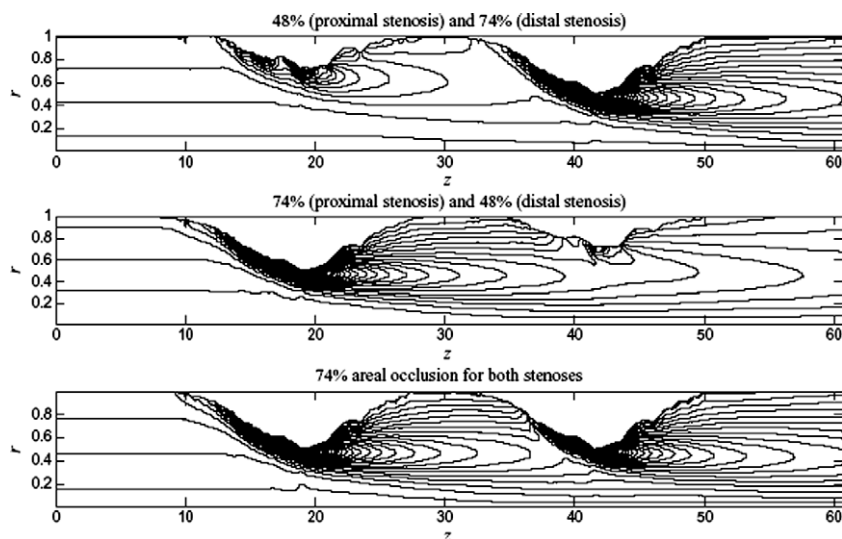 48% (proximal stenosis) and 74% (distal stenosis)
1
0.8
0.6
0.4
0.2
r
0 10 20 30 40 50 60
z
74% (proximal stenosis) and 48% (distal stenosis)
1
0.8
0.6
0.4
0.2
r
0 10 20 30 40 50 60
z
74% areal occlusion for both stenoses
0.8
0.6
0.4
0.2
r
0 10 20 30 40 50 60
z